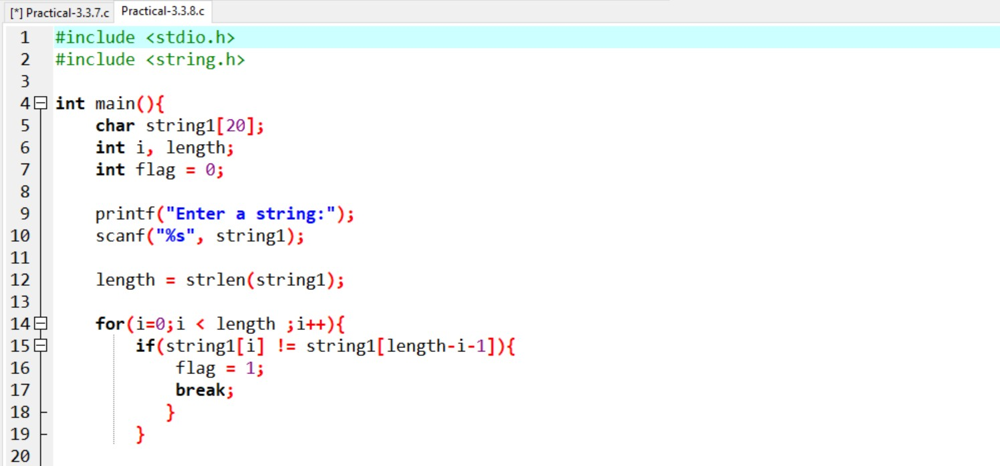 [*] Practical-3.3.7.c Practical-3.3.8.c
1 #include <stdio.h>
2 #include <string.h>
3
4 int main(){
5 char string1[20];
6 int i, length;
7 int flag = 0;
8
9 printf("Enter a string:");
10 scanf("%s", string1);
11
12 length = strlen(string1);
13
14 for(i=0;i < length ;i++){
15 if(string1[i] != string1[length-i-1]){
16 flag = 1;
17 break;
18 }
19 }
20